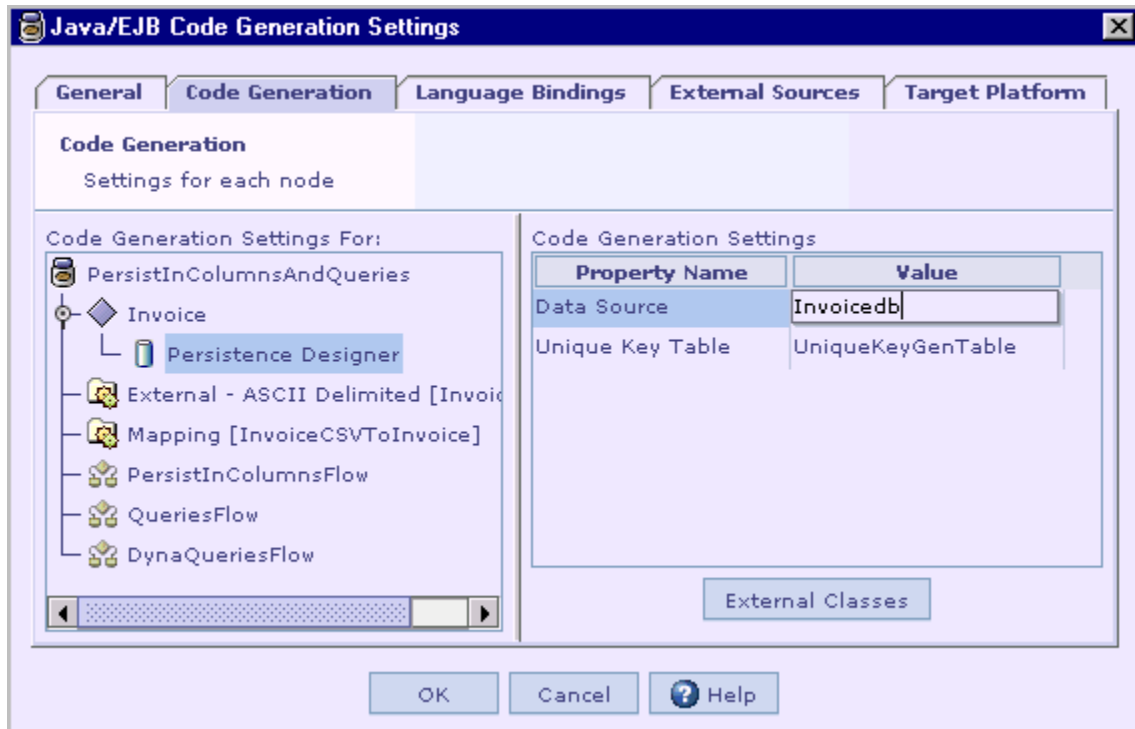 Java/EJB Code Generation Settings
General Code Generation Language Bindings External Sources Target Platform
Code Generation
Settings for each node
Code Generation Settings For:
PersistInColumnsAndQueries
Invoice
Persistence Designer
External - ASCII Delimited [Invoic
Mapping [InvoiceCSVToInvoice]
PersistInColumnsFlow
QueriesFlow
DynaQueriesFlow
Code Generation Settings
Property Name Value
Data Source Invoicedb
Unique Key Table UniqueKeyGenTable
External Classes
OK Cancel Help